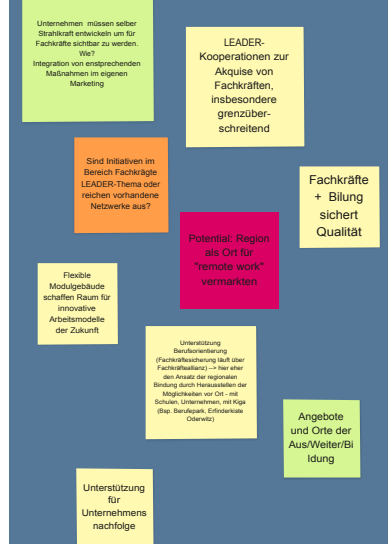 Unternehmen müssen selber
Strahlkraft entwickeln um für
Fachkräfte sichtbar zu werden.
Wie?
Integration von enstprechenden
Maßnahmen im eigenen
Marketing
LEADER-
Kooperationen zur
Akquise von
Fachkräften,
insbesondere
grenzüber-
schreitend
Sind Initiativen im
Bereich Fachkrägte
LEADER-Thema oder
reichen vorhandene
Netzwerke aus?
Fachkräfte
+ Bilung
sichert
Qualität
Potential: Region
als Ort für
"remote work"
vermarkten
Flexible
Modulgebäude
schaffen Raum für
innovative
Arbeitsmodelle
der Zukunft
Unterstützung
Berufsorientierung
(Fachkräftesicherung läuft über
Fachkräfteallianz) --> hier eher
den Ansatz der regionalen
Bindung durch Herausstellen der
Möglichkeiten vor Ort - mit
Schulen, Unternehmen, mit Kiga
(Bsp. Berufepark, Erfinderkiste
Oderwitz)
Angebote
und Orte der
Aus/Weiter/Bi
ldung
Unterstützung
für
Unternehmens
nachfolge